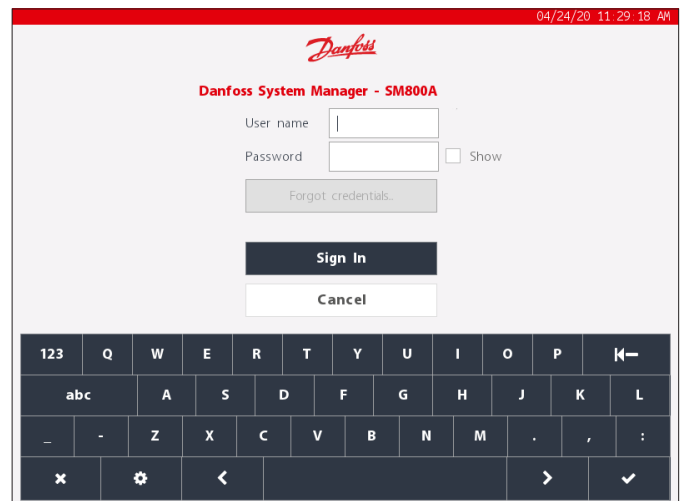 04/24/20 11:29:18 AM
Danfoss
Danfoss System Manager - SM800A
User name
Password Show
Forgot credentials..
Sign In
Cancel
123 Q W E R T Y U I O P
abc A S D F G H J K L
_ - Z X C V B N M . , :